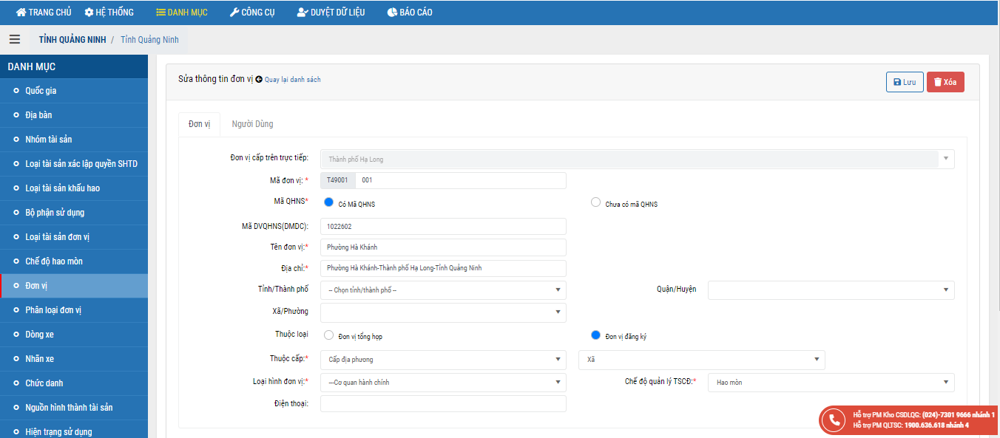 TRANG CHỦ HỆ THỐNG DANH MỤC CÔNG CỤ DUYỆT DỮ LIỆU BÁO CÁO
TỈNH QUẢNG NINH / Tỉnh Quảng Ninh
DANH MỤC
Quốc gia
Địa bàn
Nhóm tài sản
Loại tài sản xác lập quyền SHTD
Loại tài sản khấu hao
Bộ phận sử dụng
Loại tài sản đơn vị
Chế độ hao mòn
Đơn vị
Phân loại đơn vị
Dòng xe
Nhãn xe
Chức danh
Nguồn hình thành tài sản
Hiện trạng sử dụng
Sửa thông tin đơn vị Quay lại danh sách
Lưu Xóa
Đơn vị Người Dùng
Đơn vị cấp trên trực tiếp: Thành phố Hạ Long
Mã đơn vị: * T49001 001
Mã QHNS* Có Mã QHNS Chưa có mã QHNS
Mã DVQHNS(DMDC): 1022602
Tên đơn vị:* Phường Hà Khánh
Địa chỉ:* Phường Hà Khánh-Thành phố Hạ Long-Tỉnh Quảng Ninh
Tỉnh/Thành phố -- Chọn tỉnh/thành phố -- Quận/Huyện
Xã/Phường
Thuộc loại Đơn vị tổng hợp Đơn vị đăng ký
Thuộc cấp:* Cấp địa phương Xã
Loại hình đơn vị:* ---Cơ quan hành chính Chế độ quản lý TSCĐ:* Hao mòn
Điện thoại:
Hỗ trợ PM Kho CSDLQG: (024)-7301 9666 nhánh 1
Hỗ trợ PM QLTSC: 1900.636.618 nhánh 4